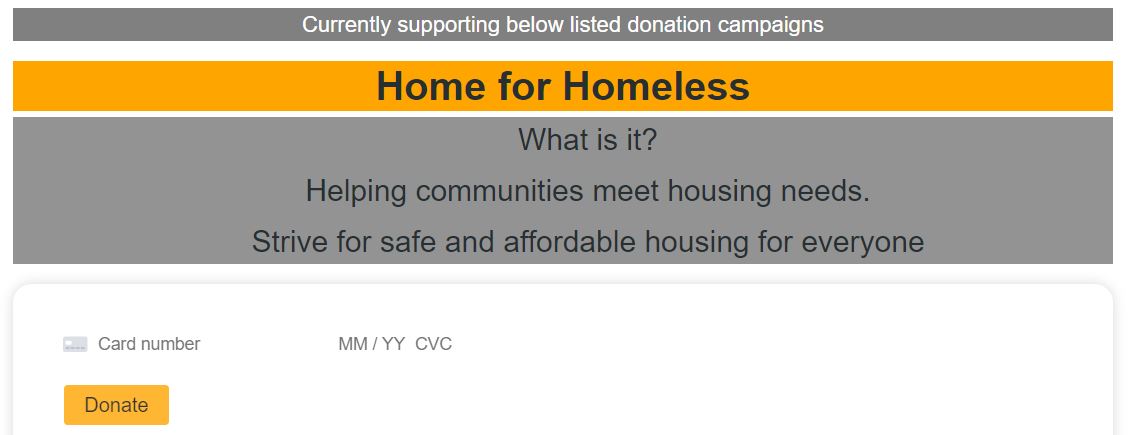 Currently supporting below listed donation campaigns
Home for Homeless
What is it?
Helping communities meet housing needs.
Strive for safe and affordable housing for everyone
Card number MM / YY CVC
Donate